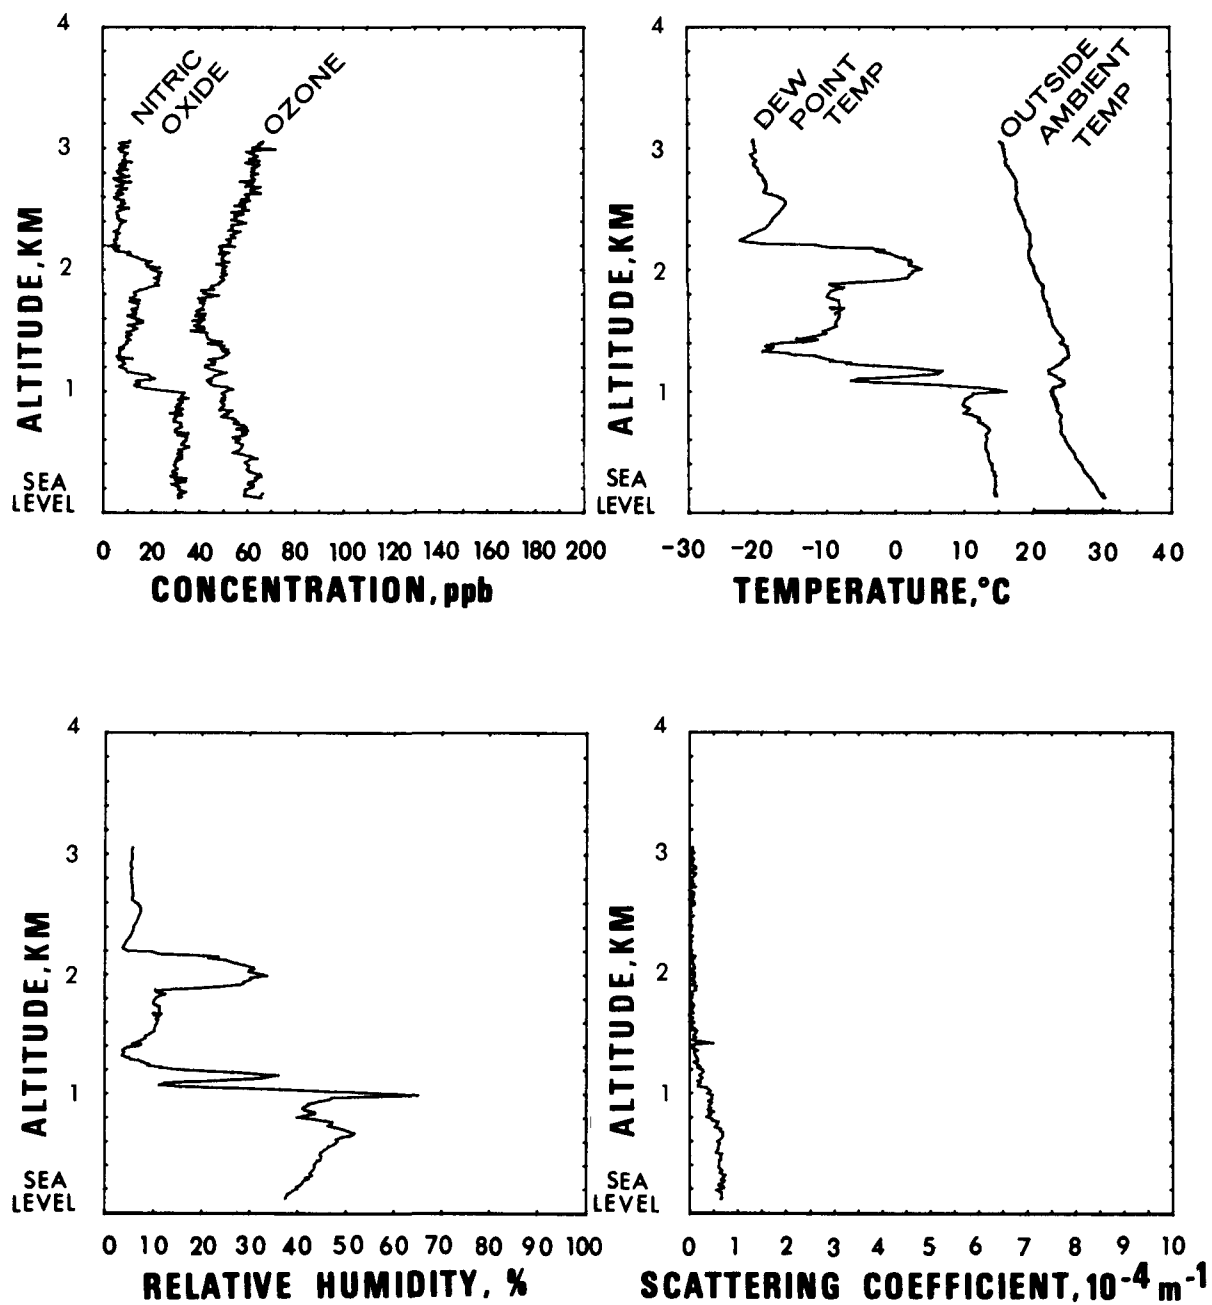 4
3
2
1
SEA
LEVEL
ALTITUDE, KM
NITRIC
OXIDE
OZONE
0 20 40 60 80 100 120 140 160 180 200
CONCENTRATION, ppb
4
3
2
1
SEA
LEVEL
ALTITUDE, KM
DEW
POINT
TEMP
OUTSIDE
AMBIENT
TEMP
-30 -20 -10 0 10 20 30 40
TEMPERATURE, °C
4
3
2
1
SEA
LEVEL
ALTITUDE, KM
0 10 20 30 40 50 60 70 80 90 100
RELATIVE HUMIDITY, %
4
3
2
1
SEA
LEVEL
ALTITUDE, KM
0 1 2 3 4 5 6 7 8 9 10
SCATTERING COEFFICIENT, 10⁻⁴ m⁻¹